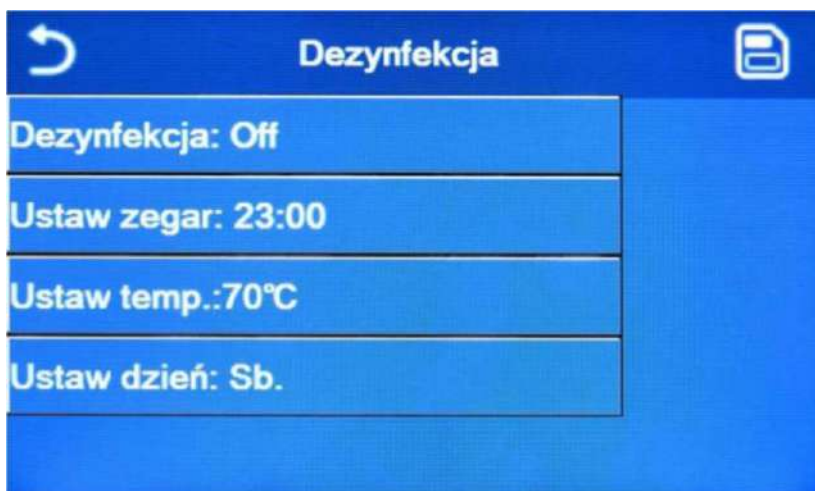 Dezynfekcja
Dezynfekcja: Off
Ustaw zegar: 23:00
Ustaw temp.:70℃
Ustaw dzień: Sb.